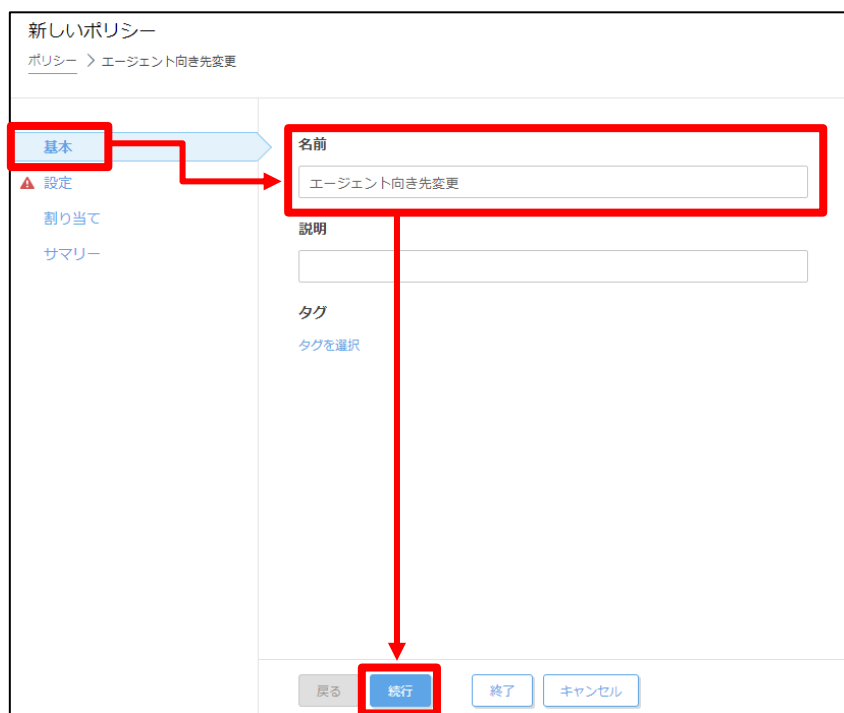 新しいポリシー
ポリシー > エージェント向き先変更
基本
設定
割り当て
サマリー
名前
エージェント向き先変更
説明
タグ
タグを選択
戻る 続行 終了 キャンセル